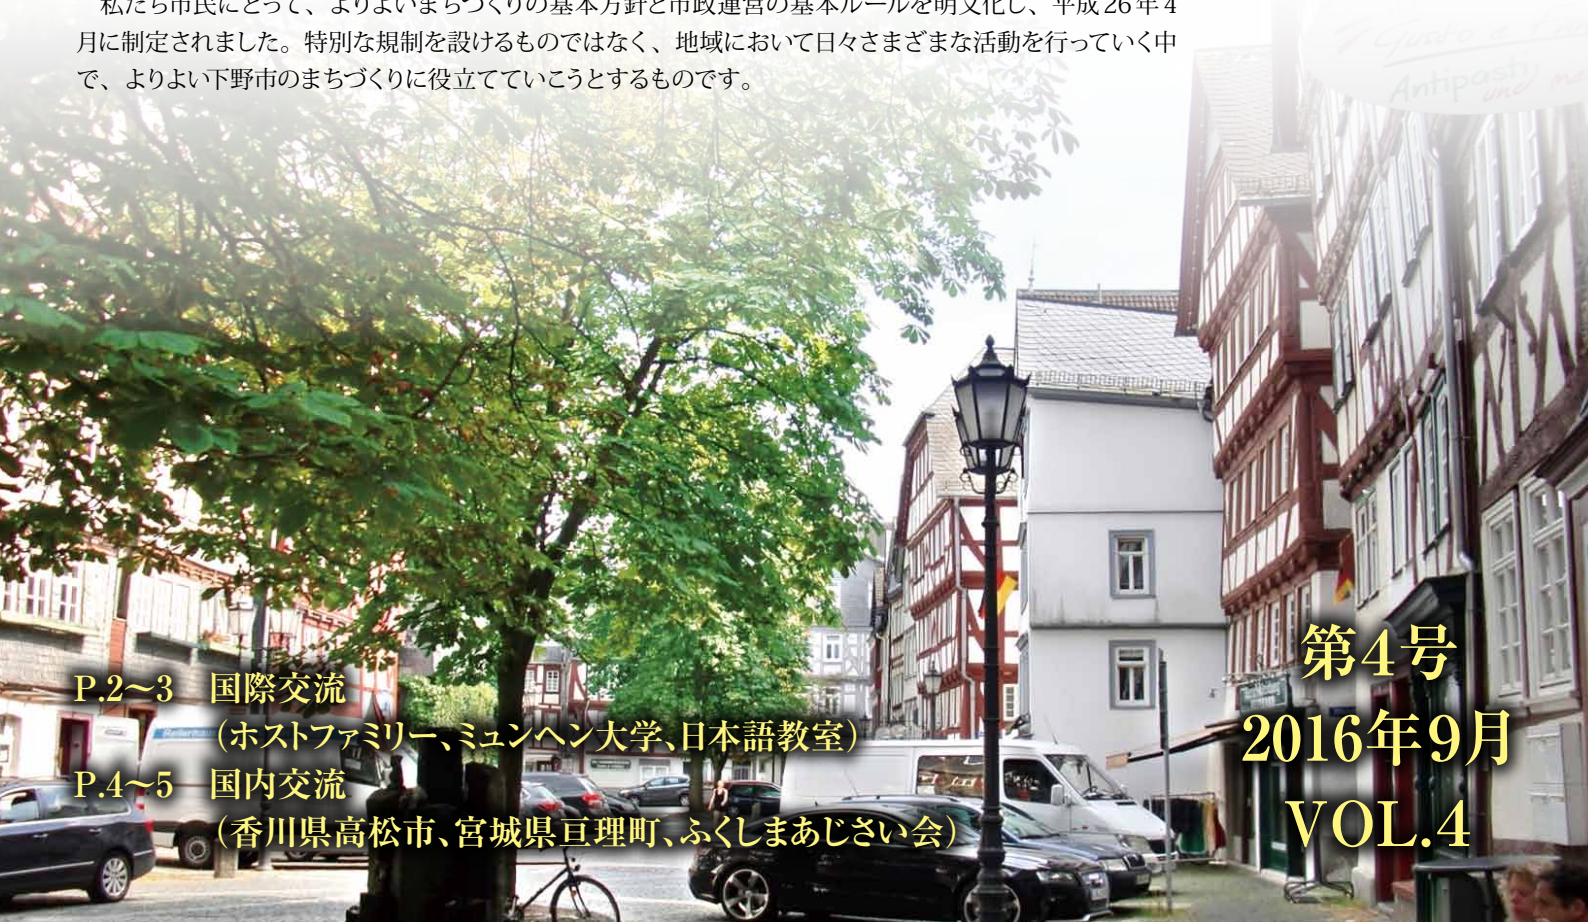 私たち市民にとって、よりよいまちづくりの基本方針と市政運営の基本ルールを明文化し、平成26年4
月に制定されました。特別な規制を設けるものではなく、地域において日々さまざまな活動を行っていく中
で、よりよい下野市のまちづくりに役立てていこうとするものです。
Antipasti
und
P.2〜3 国際交流
(ホストファミリー、ミュンヘン大学、日本語教室)
P.4〜5 国内交流
(香川県高松市、宮城県亘理町、ふくしまあじさい会)
第4号
2016年9月
VOL.4